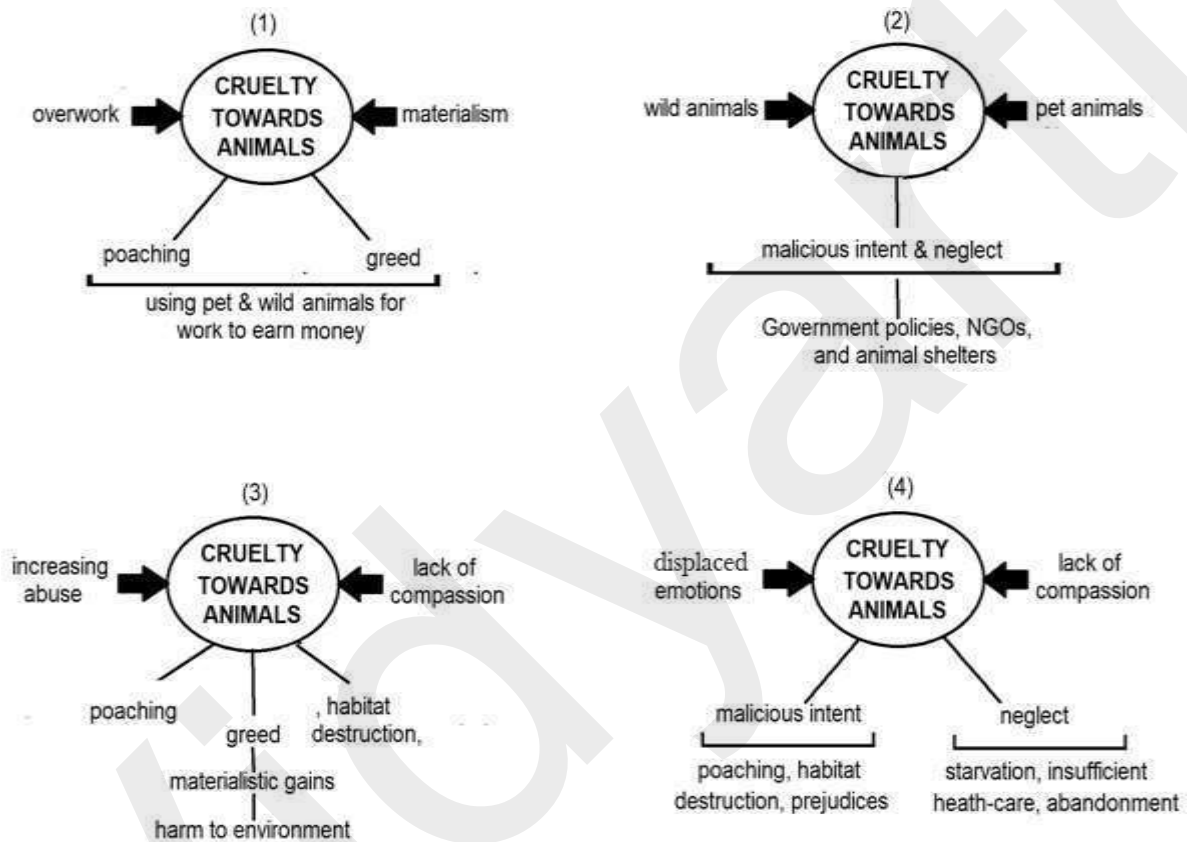 (1)
CRUELTY
TOWARDS
ANIMALS
overwork
materialism
poaching
greed
using pet & wild animals for
work to earn money
(2)
CRUELTY
TOWARDS
ANIMALS
wild animals
pet animals
malicious intent & neglect
Government policies, NGOs,
and animal shelters
(3)
CRUELTY
TOWARDS
ANIMALS
increasing
abuse
lack of
compassion
poaching
greed
, habitat
destruction,
materialistic gains
harm to environment
(4)
CRUELTY
TOWARDS
ANIMALS
displaced
emotions
lack of
compassion
malicious intent
neglect
poaching, habitat
destruction, prejudices
starvation, insufficient
heath-care, abandonment
idyart